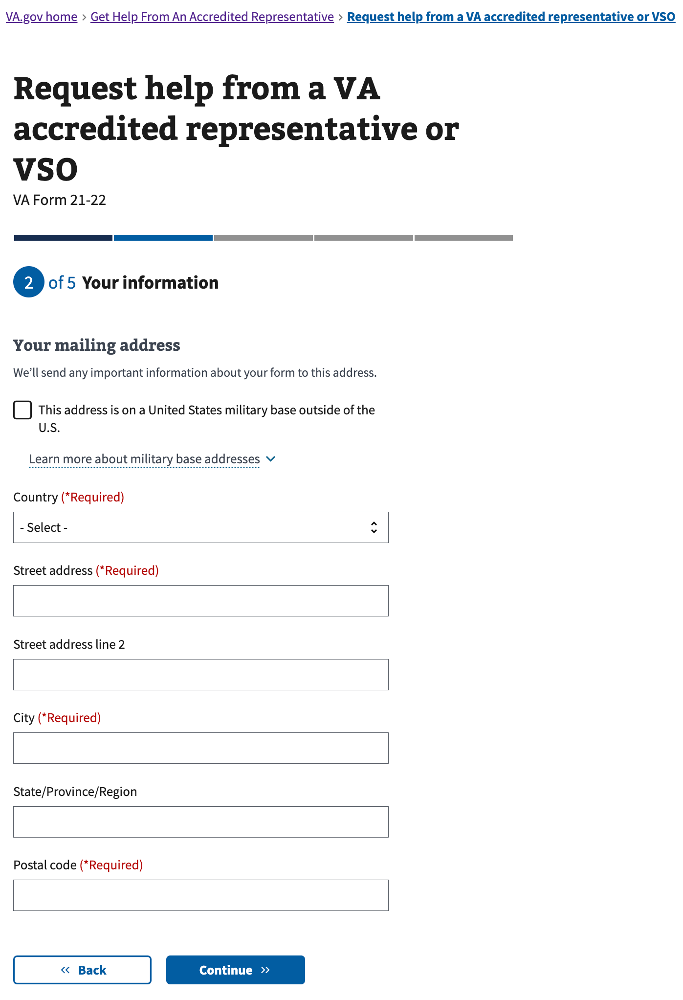 VA.gov home › Get Help From An Accredited Representative › Request help from a VA accredited representative or VSO
Request help from a VA
accredited representative or
VSO
VA Form 21-22
2 of 5 Your information
Your mailing address
We’ll send any important information about your form to this address.
This address is on a United States military base outside of the
U.S.
Learn more about military base addresses
Country (*Required)
- Select -
Street address (*Required)
Street address line 2
City (*Required)
State/Province/Region
Postal code (*Required)
« Back
Continue »